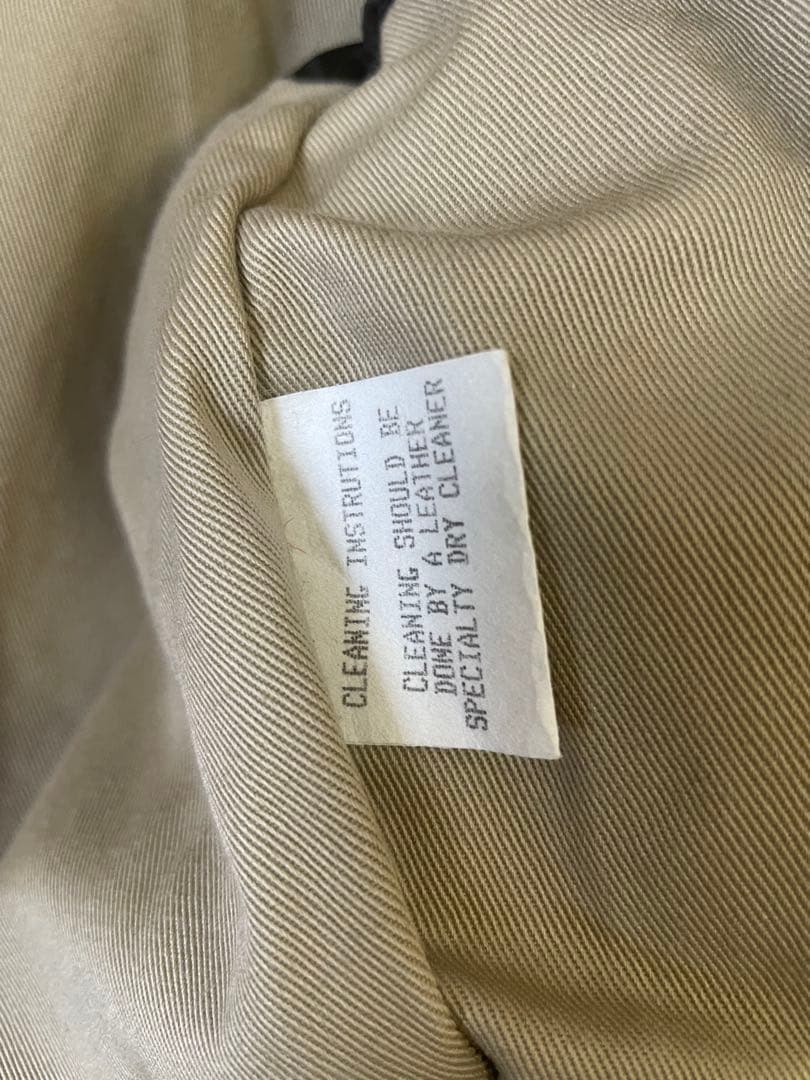 CLEANING INSTRUTIONS
CLEANING SHOULD BE
DONE BY A LEATHER
SPECIALTY DRY CLEANER